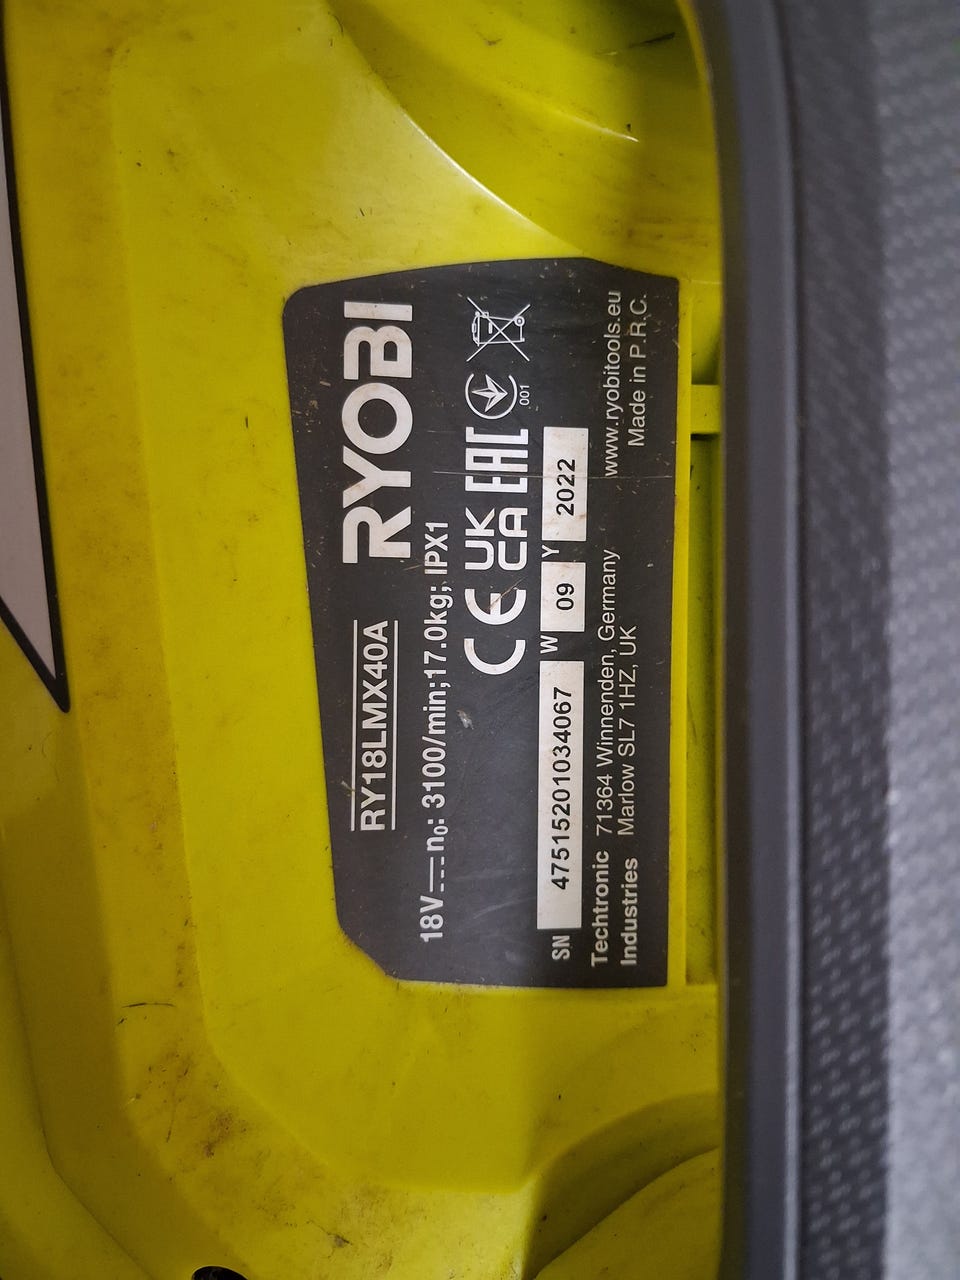 RY18LMX40A
RYOBI
18V n₀: 3100/min;17.0kg; IPX1
CE UK CA EAC 001
SN 47515201034067 W 09 Y 2022
Techtronic 71364 Winnenden, Germany www.ryobitools.eu
Industries Marlow SL7 1HZ, UK Made in P.R.C.